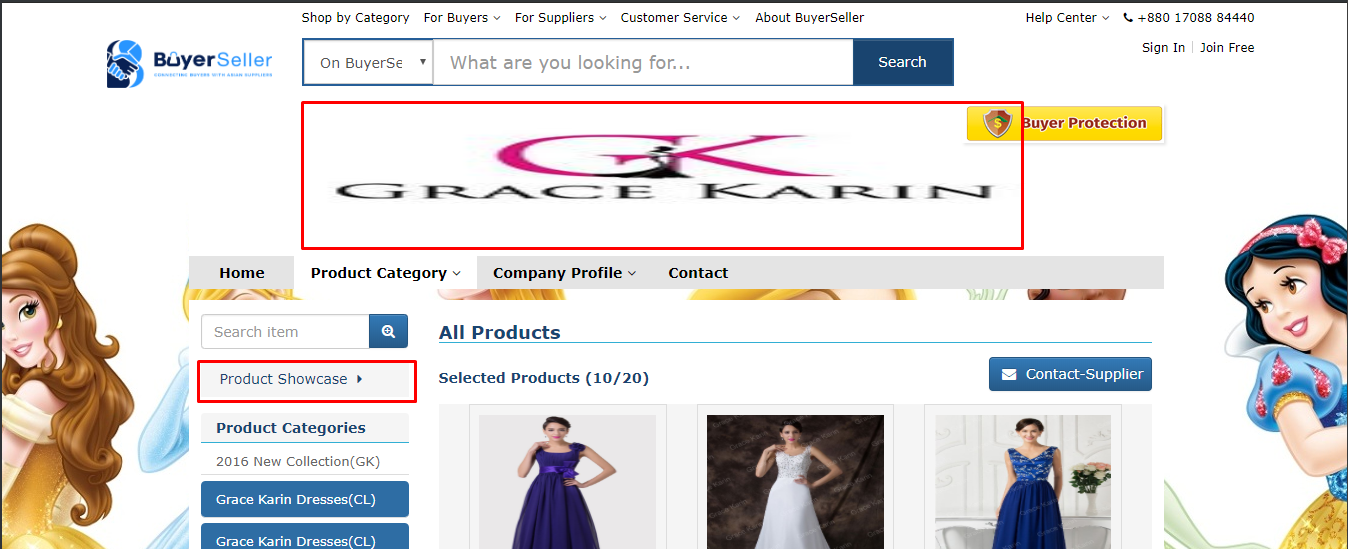 Shop by Category For Buyers For Suppliers Customer Service About BuyerSeller Help Center +880 17088 84440
Sign In Join Free
BuyerSeller
CONNECTING BUYERS WITH ASIAN SUPPLIERS
On BuyerSe What are you looking for... Search
Buyer Protection
GK
GRACE KARIN
Home Product Category Company Profile Contact
Search item
All Products
Product Showcase
Selected Products (10/20)
Contact-Supplier
Product Categories
2016 New Collection(GK)
Grace Karin Dresses(CL)
Grace Karin Dresses(CL)